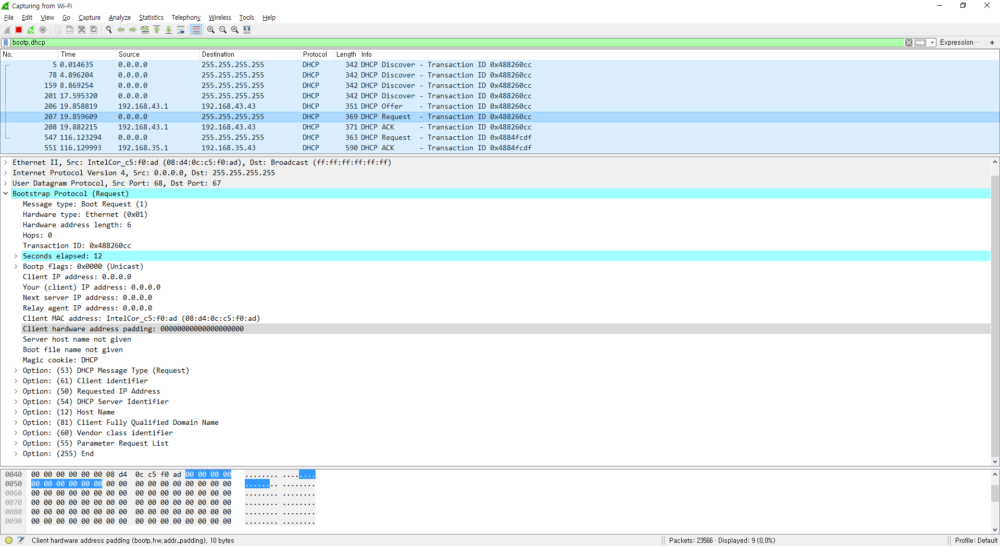 Capturing from Wi-Fi
File Edit View Go Capture Analyze Statistics Telephony Wireless Tools Help
bootp.dhcp Expression… +
No. Time Source Destination Protocol Length Info
5 0.014635 0.0.0.0 255.255.255.255 DHCP 342 DHCP Discover - Transaction ID 0x488260cc
78 4.896204 0.0.0.0 255.255.255.255 DHCP 342 DHCP Discover - Transaction ID 0x488260cc
159 8.869254 0.0.0.0 255.255.255.255 DHCP 342 DHCP Discover - Transaction ID 0x488260cc
201 17.595320 0.0.0.0 255.255.255.255 DHCP 342 DHCP Discover - Transaction ID 0x488260cc
206 19.858819 192.168.43.1 192.168.43.43 DHCP 351 DHCP Offer - Transaction ID 0x488260cc
207 19.859609 0.0.0.0 255.255.255.255 DHCP 369 DHCP Request - Transaction ID 0x488260cc
208 19.882215 192.168.43.1 192.168.43.43 DHCP 371 DHCP ACK - Transaction ID 0x488260cc
547 116.123294 0.0.0.0 255.255.255.255 DHCP 363 DHCP Request - Transaction ID 0x4884fcdf
551 116.129993 192.168.35.1 192.168.35.43 DHCP 590 DHCP ACK - Transaction ID 0x4884fcdf
Ethernet II, Src: IntelCor_c5:f0:ad (08:d4:0c:c5:f0:ad), Dst: Broadcast (ff:ff:ff:ff:ff:ff)
Internet Protocol Version 4, Src: 0.0.0.0, Dst: 255.255.255.255
User Datagram Protocol, Src Port: 68, Dst Port: 67
Bootstrap Protocol (Request)
Message type: Boot Request (1)
Hardware type: Ethernet (0x01)
Hardware address length: 6
Hops: 0
Transaction ID: 0x488260cc
Seconds elapsed: 12
Bootp flags: 0x0000 (Unicast)
Client IP address: 0.0.0.0
Your (client) IP address: 0.0.0.0
Next server IP address: 0.0.0.0
Relay agent IP address: 0.0.0.0
Client MAC address: IntelCor_c5:f0:ad (08:d4:0c:c5:f0:ad)
Client hardware address padding: 00000000000000000000
Server host name not given
Boot file name not given
Magic cookie: DHCP
Option: (53) DHCP Message Type (Request)
Option: (61) Client identifier
Option: (50) Requested IP Address
Option: (54) DHCP Server Identifier
Option: (12) Host Name
Option: (81) Client Fully Qualified Domain Name
Option: (60) Vendor class identifier
Option: (55) Parameter Request List
Option: (255) End
0040 00 00 00 00 00 00 08 d4 0c c5 f0 ad 00 00 00 00 ........ ........
0050 00 00 00 00 00 00 00 00 00 00 00 00 00 00 00 00 ........ ........
0060 00 00 00 00 00 00 00 00 00 00 00 00 00 00 00 00 ........ ........
0070 00 00 00 00 00 00 00 00 00 00 00 00 00 00 00 00 ........ ........
0080 00 00 00 00 00 00 00 00 00 00 00 00 00 00 00 00 ........ ........
0090 00 00 00 00 00 00 00 00 00 00 00 00 00 00 00 00 ........ ........
Client hardware address padding (bootp.hw.addr_padding), 10 bytes Packets: 23566 · Displayed: 9 (0.0%) Profile: Default